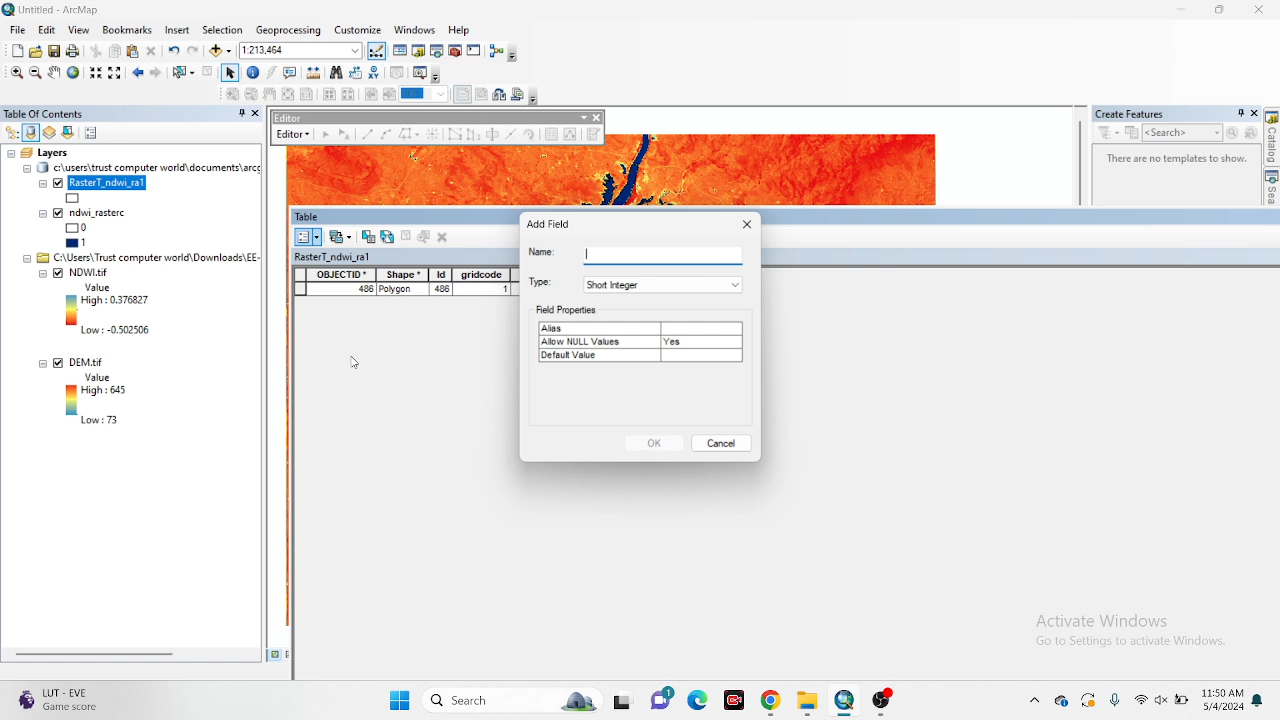 Untitled - ArcMap
File Edit View Bookmarks Insert Selection Geoprocessing Customize Windows Help
1:213,464
Table Of Contents
Layers
c:\users\trust computer world\documents\arcg
RasterT_ndwi_ra1
ndwi_rasterc
0
1
C:\Users\Trust computer world\Downloads\EE-
NDWI.tif
Value
High : 0.376827
Low : -0.502506
DEM.tif
Value
High : 645
Low : 73
Editor
Editor
Table
RasterT_ndwi_ra1
OBJECTID * Shape * Id gridcode
486 Polygon 486 1
Add Field
Name:
Type: Short Integer
Field Properties
Alias
Allow NULL Values Yes
Default Value
OK Cancel
Create Features
<Search>
There are no templates to show.
Catalog
Sea
Activate Windows
Go to Settings to activate Windows.
LUT - EVE
Game score
Search
1
11:50 AM
5/4/2024